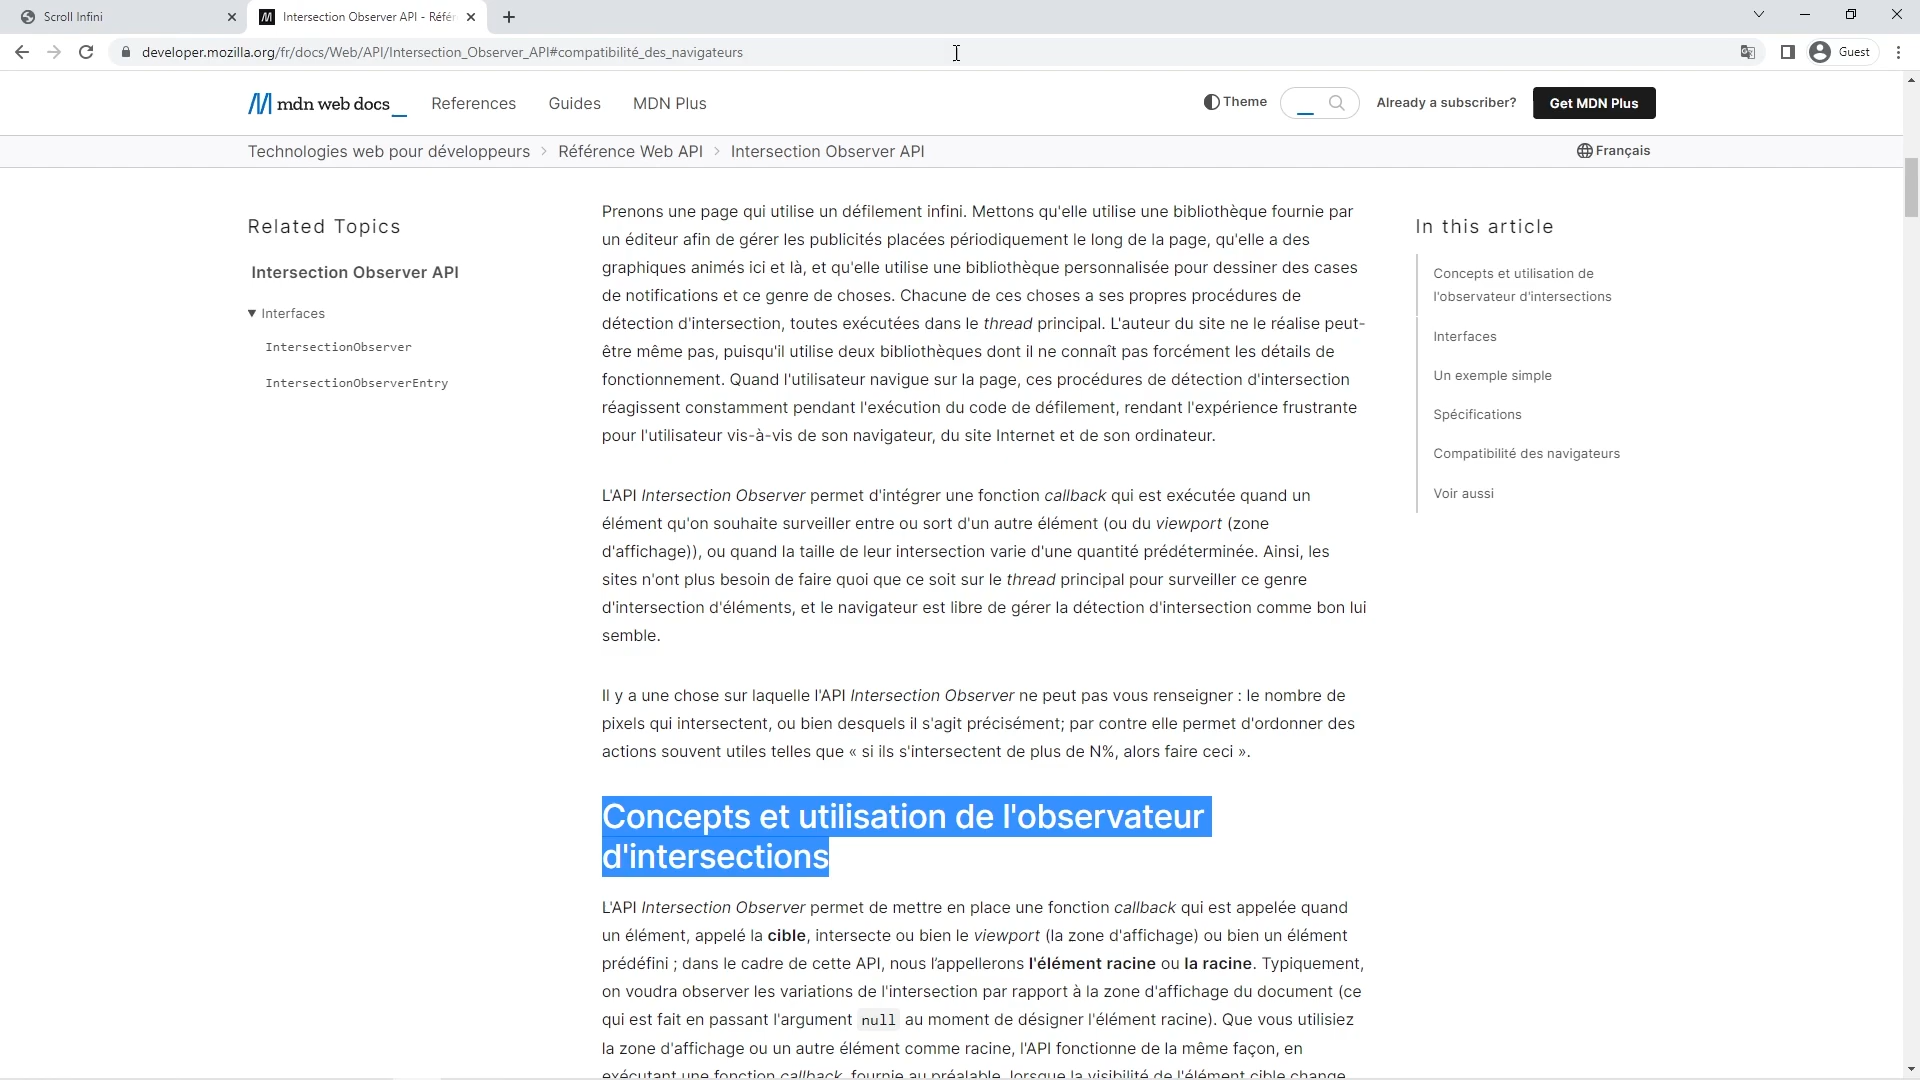 Scroll Infini
Intersection Observer API - Référ
developer.mozilla.org/fr/docs/Web/API/Intersection_Observer_API#compatibilité_des_navigateurs
Guest
mdn web docs_
References
Guides
MDN Plus
Theme
Already a subscriber?
Get MDN Plus
Technologies web pour développeurs
Référence Web API
Intersection Observer API
Français
Related Topics
Intersection Observer API
Interfaces
IntersectionObserver
IntersectionObserverEntry
Prenons une page qui utilise un défilement infini. Mettons qu'elle utilise une bibliothèque fournie par
un éditeur afin de gérer les publicités placées périodiquement le long de la page, qu'elle a des
graphiques animés ici et là, et qu'elle utilise une bibliothèque personnalisée pour dessiner des cases
de notifications et ce genre de choses. Chacune de ces choses a ses propres procédures de
détection d'intersection, toutes exécutées dans le thread principal. L'auteur du site ne le réalise peut-
être même pas, puisqu'il utilise deux bibliothèques dont il ne connaît pas forcément les détails de
fonctionnement. Quand l'utilisateur navigue sur la page, ces procédures de détection d'intersection
réagissent constamment pendant l'exécution du code de défilement, rendant l'expérience frustrante
pour l'utilisateur vis-à-vis de son navigateur, du site Internet et de son ordinateur.
L'API Intersection Observer permet d'intégrer une fonction callback qui est exécutée quand un
élément qu'on souhaite surveiller entre ou sort d'un autre élément (ou du viewport (zone
d'affichage)), ou quand la taille de leur intersection varie d'une quantité prédéterminée. Ainsi, les
sites n'ont plus besoin de faire quoi que ce soit sur le thread principal pour surveiller ce genre
d'intersection d'éléments, et le navigateur est libre de gérer la détection d'intersection comme bon lui
semble.
Il y a une chose sur laquelle l'API Intersection Observer ne peut pas vous renseigner : le nombre de
pixels qui intersectent, ou bien desquels il s'agit précisément; par contre elle permet d'ordonner des
actions souvent utiles telles que « si ils s'intersectent de plus de N%, alors faire ceci ».
Concepts et utilisation de l'observateur
d'intersections
L'API Intersection Observer permet de mettre en place une fonction callback qui est appelée quand
un élément, appelé la cible, intersecte ou bien le viewport (la zone d'affichage) ou bien un élément
prédéfini ; dans le cadre de cette API, nous l'appellerons l'élément racine ou la racine. Typiquement,
on voudra observer les variations de l'intersection par rapport à la zone d'affichage du document (ce
qui est fait en passant l'argument null au moment de désigner l'élément racine). Que vous utilisiez
la zone d'affichage ou un autre élément comme racine, l'API fonctionne de la même façon, en
exécutant une fonction callback, fournie au préalable, lorsque la visibilité de l'élément cible change
In this article
Concepts et utilisation de
l'observateur d'intersections
Interfaces
Un exemple simple
Spécifications
Compatibilité des navigateurs
Voir aussi